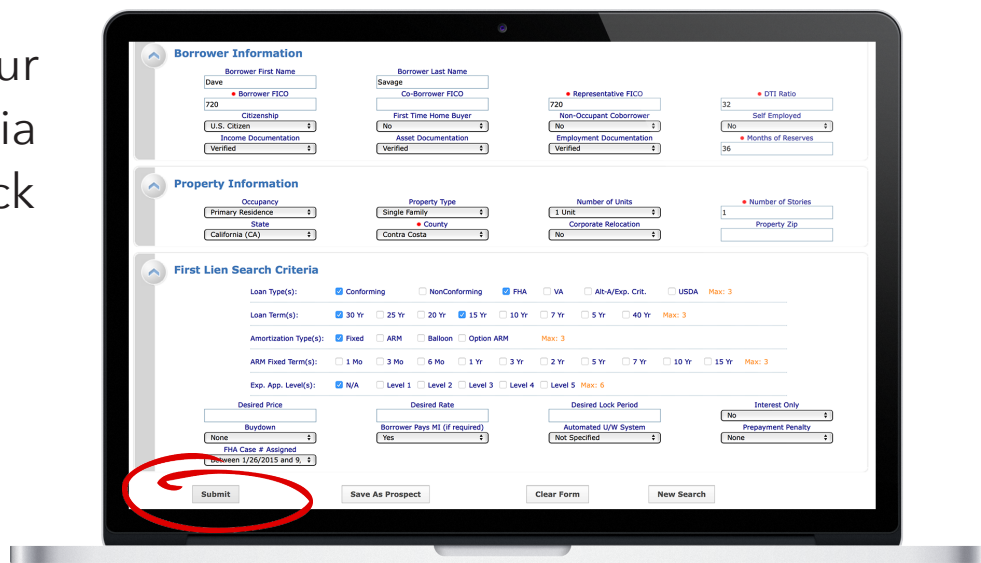 ur
ia
ck
Borrower Information
Borrower First Name Borrower Last Name
Dave Savage
• Borrower FICO Co-Borrower FICO • Representative FICO • DTI Ratio
720 720 32
Citizenship First Time Home Buyer Non-Occupant Coborrower Self Employed
U.S. Citizen No No No
Income Documentation Asset Documentation Employment Documentation • Months of Reserves
Verified Verified Verified 36
Property Information
Occupancy Property Type Number of Units • Number of Stories
Primary Residence Single Family 1 Unit 1
State • County Corporate Relocation Property Zip
California (CA) Contra Costa No
First Lien Search Criteria
Loan Type(s): Conforming NonConforming FHA VA Alt-A/Exp. Crit. USDA Max: 3
Loan Term(s): 30 Yr 25 Yr 20 Yr 15 Yr 10 Yr 7 Yr 5 Yr 40 Yr Max: 3
Amortization Type(s): Fixed ARM Balloon Option ARM Max: 3
ARM Fixed Term(s): 1 Mo 3 Mo 6 Mo 1 Yr 3 Yr 2 Yr 5 Yr 7 Yr 10 Yr 15 Yr Max: 3
Exp. App. Level(s): N/A Level 1 Level 2 Level 3 Level 4 Level 5 Max: 6
Desired Price Desired Rate Desired Lock Period Interest Only
No
Buydown Borrower Pays MI (if required) Automated U/W System Prepayment Penalty
None Yes Not Specified None
FHA Case # Assigned
Between 1/26/2015 and 9,
Submit Save As Prospect Clear Form New Search